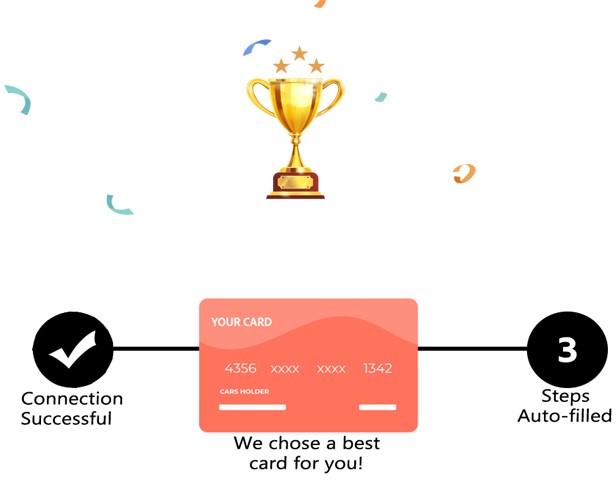 YOUR CARD
4356 xxxx xxxx 1342
CARS HOLDER
3
Connection
Successful
We chose a best
card for you!
Steps
Auto-filled